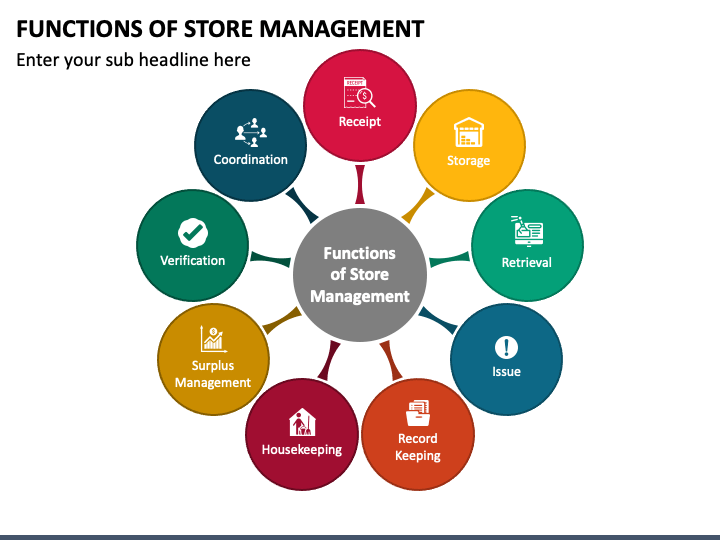 FUNCTIONS OF STORE MANAGEMENT
Enter your sub headline here
RECEIPT
Receipt
Storage
Retrieval
Issue
Record
Keeping
Housekeeping
Surplus
Management
Verification
Coordination
Functions
of Store
Management